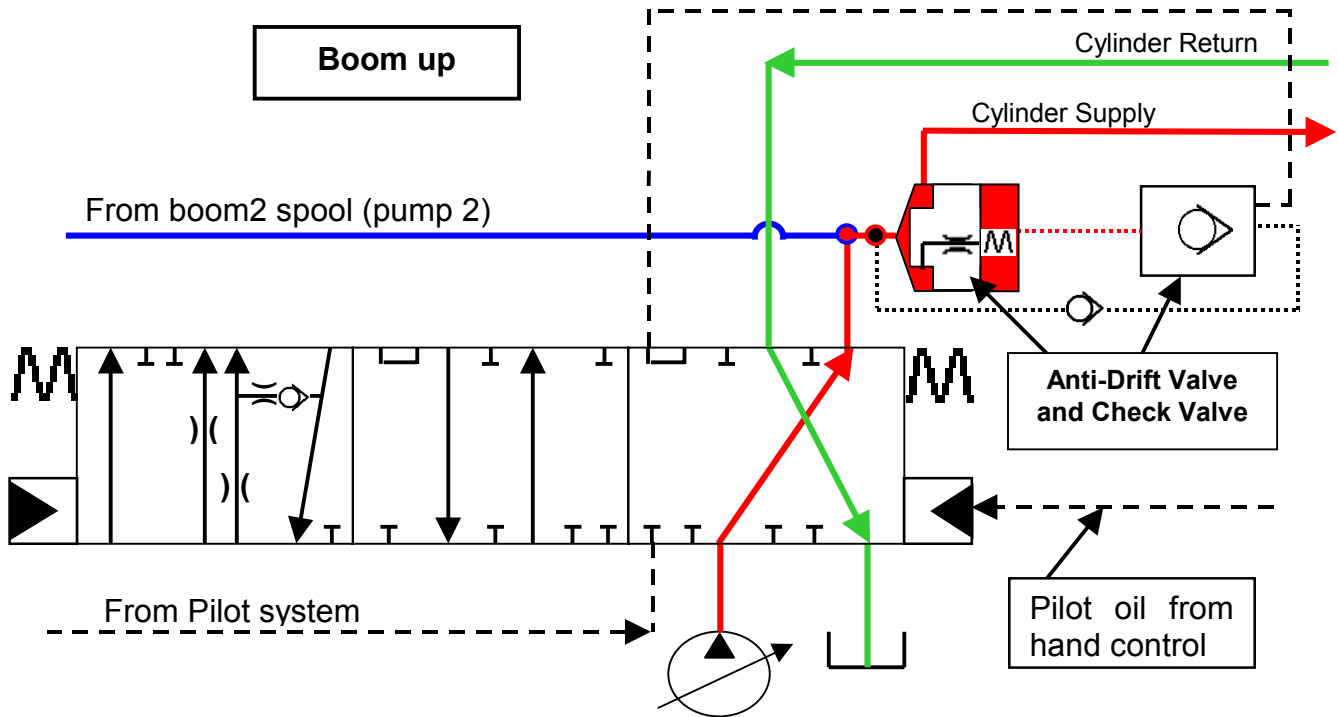 Boom up
Cylinder Return
Cylinder Supply
From boom2 spool (pump 2)
Anti-Drift Valve
and Check Valve
From Pilot system
Pilot oil from
hand control